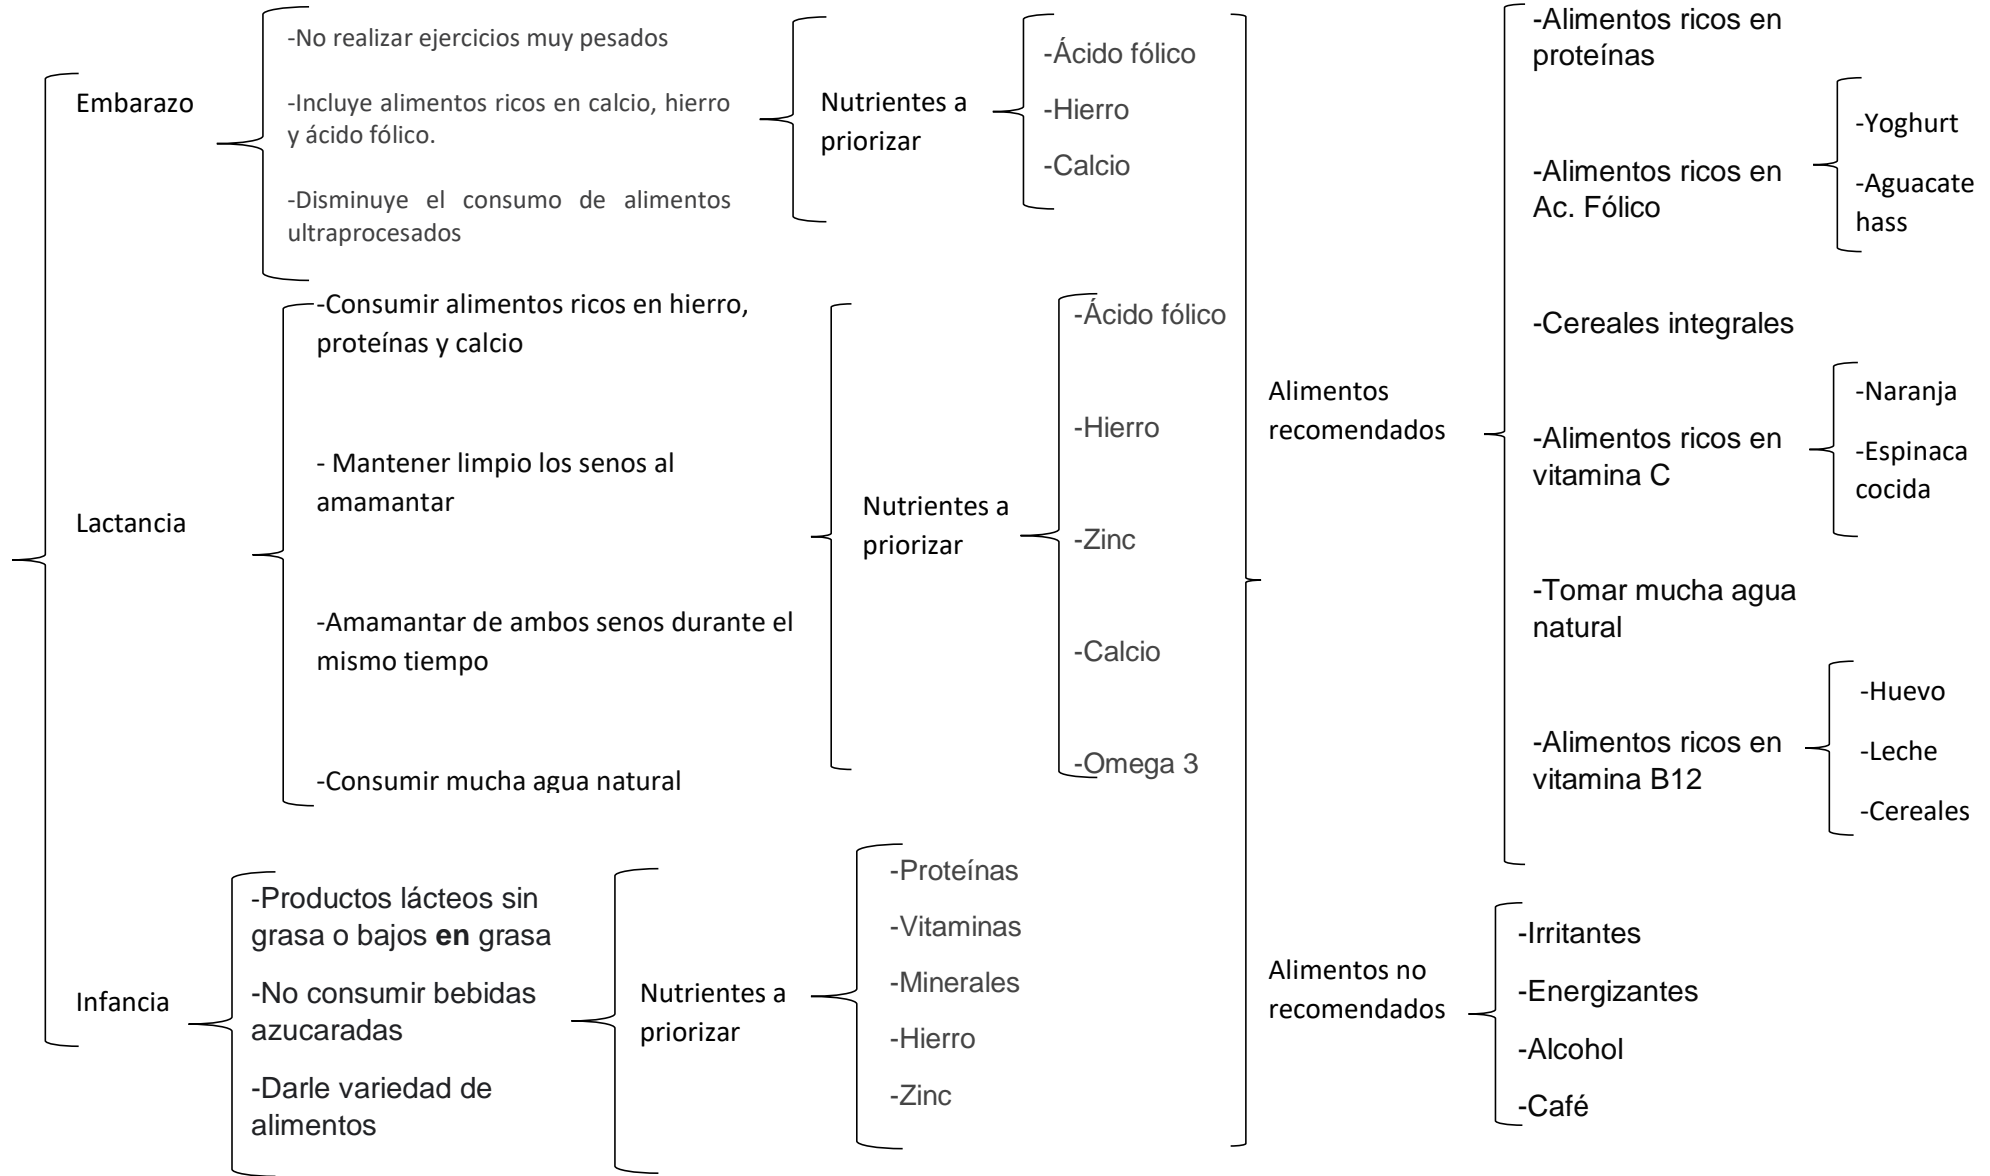 Embarazo
-No realizar ejercicios muy pesados
-Incluye alimentos ricos en calcio, hierro
y ácido fólico.
-Disminuye el consumo de alimentos
ultraprocesados
Nutrientes a
priorizar
-Ácido fólico
-Hierro
-Calcio
Lactancia
-Consumir alimentos ricos en hierro,
proteínas y calcio
- Mantener limpio los senos al
amamantar
-Amamantar de ambos senos durante el
mismo tiempo
-Consumir mucha agua natural
Nutrientes a
priorizar
-Ácido fólico
-Hierro
-Zinc
-Calcio
-Omega 3
Infancia
-Productos lácteos sin
grasa o bajos en grasa
-No consumir bebidas
azucaradas
-Darle variedad de
alimentos
Nutrientes a
priorizar
-Proteínas
-Vitaminas
-Minerales
-Hierro
-Zinc
Alimentos
recomendados
-Alimentos ricos en
proteínas
-Alimentos ricos en
Ac. Fólico
-Yoghurt
-Aguacate
hass
-Cereales integrales
-Alimentos ricos en
vitamina C
-Naranja
-Espinaca
cocida
-Tomar mucha agua
natural
-Alimentos ricos en
vitamina B12
-Huevo
-Leche
-Cereales
Alimentos no
recomendados
-Irritantes
-Energizantes
-Alcohol
-Café